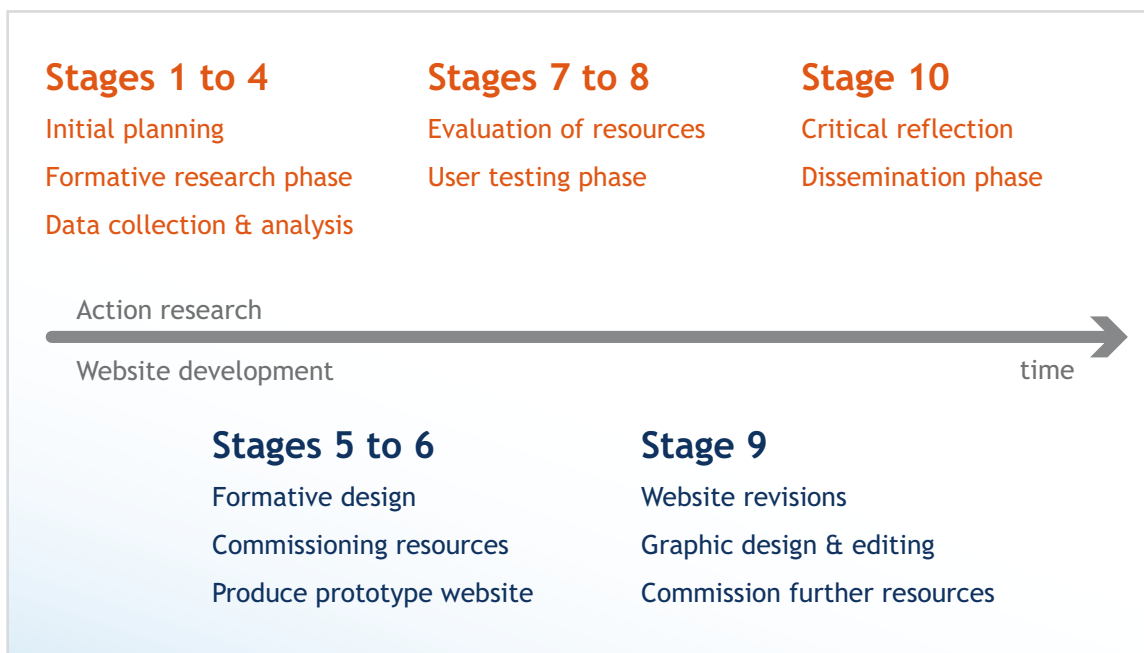 Stages 1 to 4
Initial planning
Formative research phase
Data collection & analysis
Stages 7 to 8
Evaluation of resources
User testing phase
Stage 10
Critical reflection
Dissemination phase
Action research
Website development
time
Stages 5 to 6
Formative design
Commissioning resources
Produce prototype website
Stage 9
Website revisions
Graphic design & editing
Commission further resources